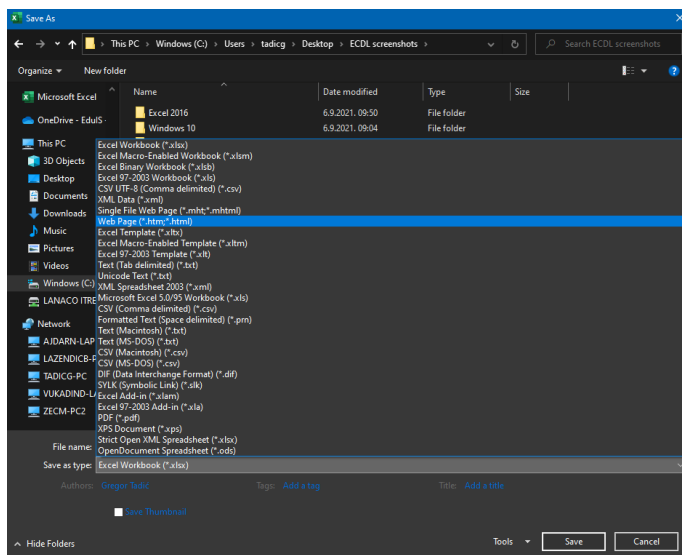 Save As
This PC > Windows (C:) > Users > tadicg > Desktop > ECDL screenshots >
Search ECDL screenshots
Organize New folder
Name Date modified Type Size
Microsoft Excel
Excel 2016 6.9.2021. 09:50 File folder
OneDrive - EduIS
Windows 10 6.9.2021. 09:04 File folder
This PC
3D Objects
Desktop
Documents
Downloads
Music
Pictures
Videos
Windows (C:)
LANACO ITRE
Network
AJDARN-LAP
LAZENDICB-P
TADICG-PC
VUKADIND-L
ZECM-PC2
Excel Workbook (*.xlsx)
Excel Macro-Enabled Workbook (*.xlsm)
Excel Binary Workbook (*.xlsb)
Excel 97-2003 Workbook (*.xls)
CSV UTF-8 (Comma delimited) (*.csv)
XML Data (*.xml)
Single File Web Page (*.mht;*.mhtml)
Web Page (*.htm;*.html)
Excel Template (*.xltx)
Excel Macro-Enabled Template (*.xltm)
Excel 97-2003 Template (*.xlt)
Text (Tab delimited) (*.txt)
Unicode Text (*.txt)
XML Spreadsheet 2003 (*.xml)
Microsoft Excel 5.0/95 Workbook (*.xls)
CSV (Comma delimited) (*.csv)
Formatted Text (Space delimited) (*.prn)
Text (Macintosh) (*.txt)
Text (MS-DOS) (*.txt)
CSV (Macintosh) (*.csv)
CSV (MS-DOS) (*.csv)
DIF (Data Interchange Format) (*.dif)
SYLK (Symbolic Link) (*.slk)
Excel Add-in (*.xlam)
Excel 97-2003 Add-in (*.xla)
PDF (*.pdf)
XPS Document (*.xps)
Strict Open XML Spreadsheet (*.xlsx)
OpenDocument Spreadsheet (*.ods)
File name:
Save as type: Excel Workbook (*.xlsx)
Authors: Gregor Tadić Tags: Add a tag Title: Add a title
Save Thumbnail
Hide Folders Tools Save Cancel